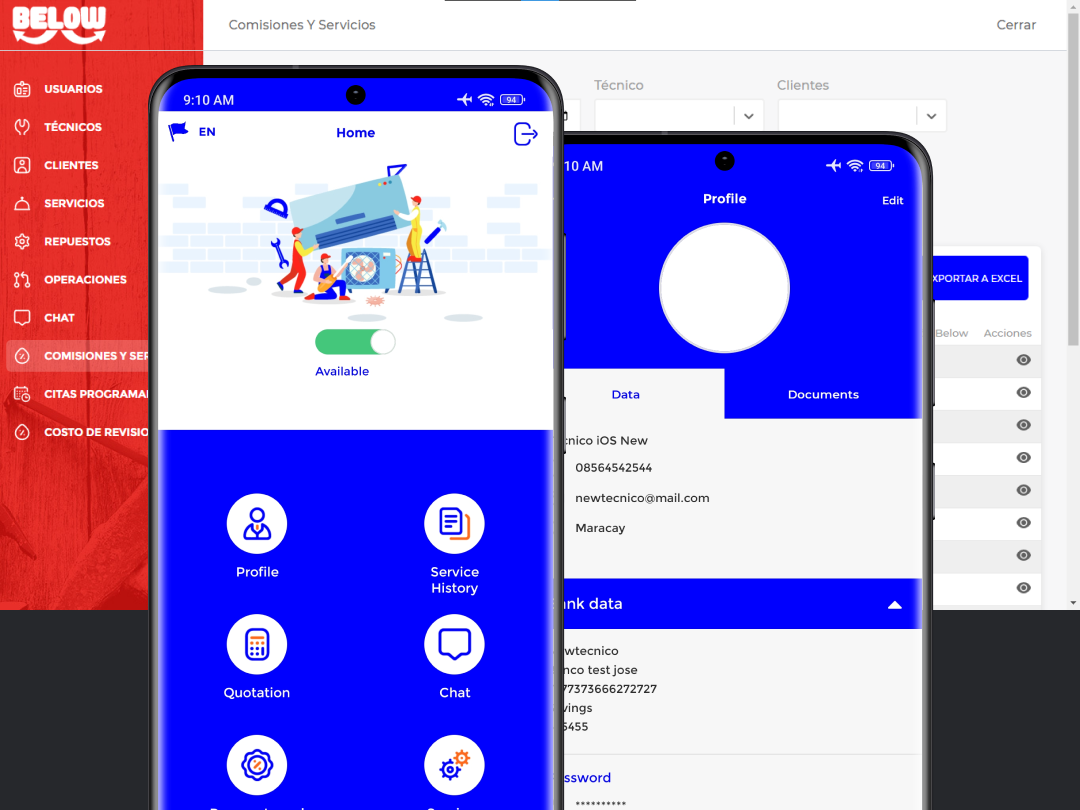 BELOW
Comisiones Y Servicios
Cerrar
USUARIOS
TÉCNICOS
CLIENTES
SERVICIOS
REPUESTOS
OPERACIONES
CHAT
COMISIONES Y SER
CITAS PROGRAMA
COSTO DE REVISIO
Técnico
Clientes
XPORTAR A EXCEL
Below
Acciones
9:10 AM
94
EN
Home
Available
Profile
Service
History
Quotation
Chat
10 AM
94
Profile
Edit
Data
Documents
cnico iOS New
08564542544
newtecnico@mail.com
Maracay
nk data
wtecnico
nco test jose
77373666272727
vings
5455
ssword
**********